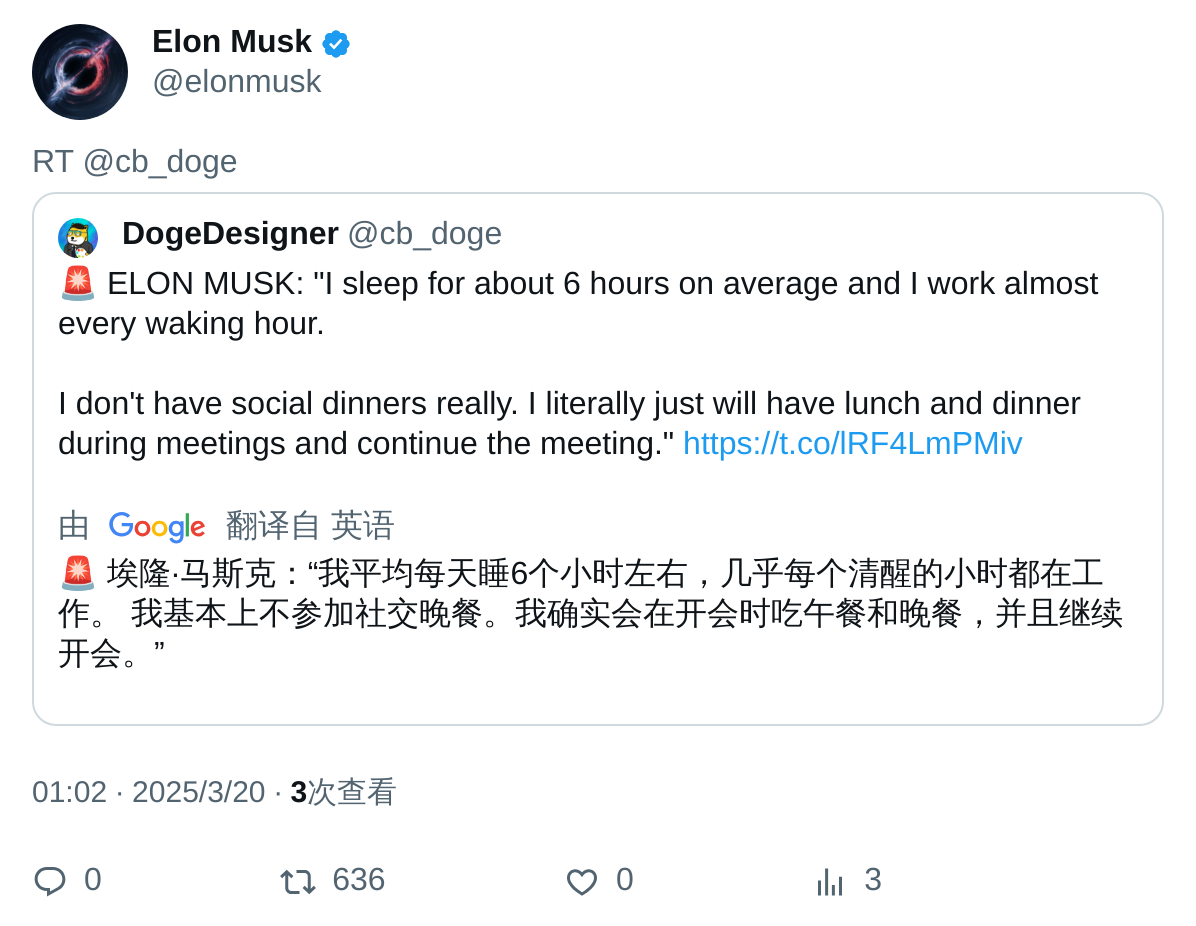 Elon Musk
@elonmusk
RT @cb_doge
DogeDesigner @cb_doge
🚨 ELON MUSK: "I sleep for about 6 hours on average and I work almost
every waking hour.
I don't have social dinners really. I literally just will have lunch and dinner
during meetings and continue the meeting." https://t.co/lRF4LmPMiv
由 Google 翻译自 英语
🚨 埃隆·马斯克：“我平均每天睡6个小时左右，几乎每个清醒的小时都在工
作。 我基本上不参加社交晚餐。我确实会在开会时吃午餐和晚餐，并且继续
开会。”
01:02 · 2025/3/20 · 3次查看
0 636 0 3